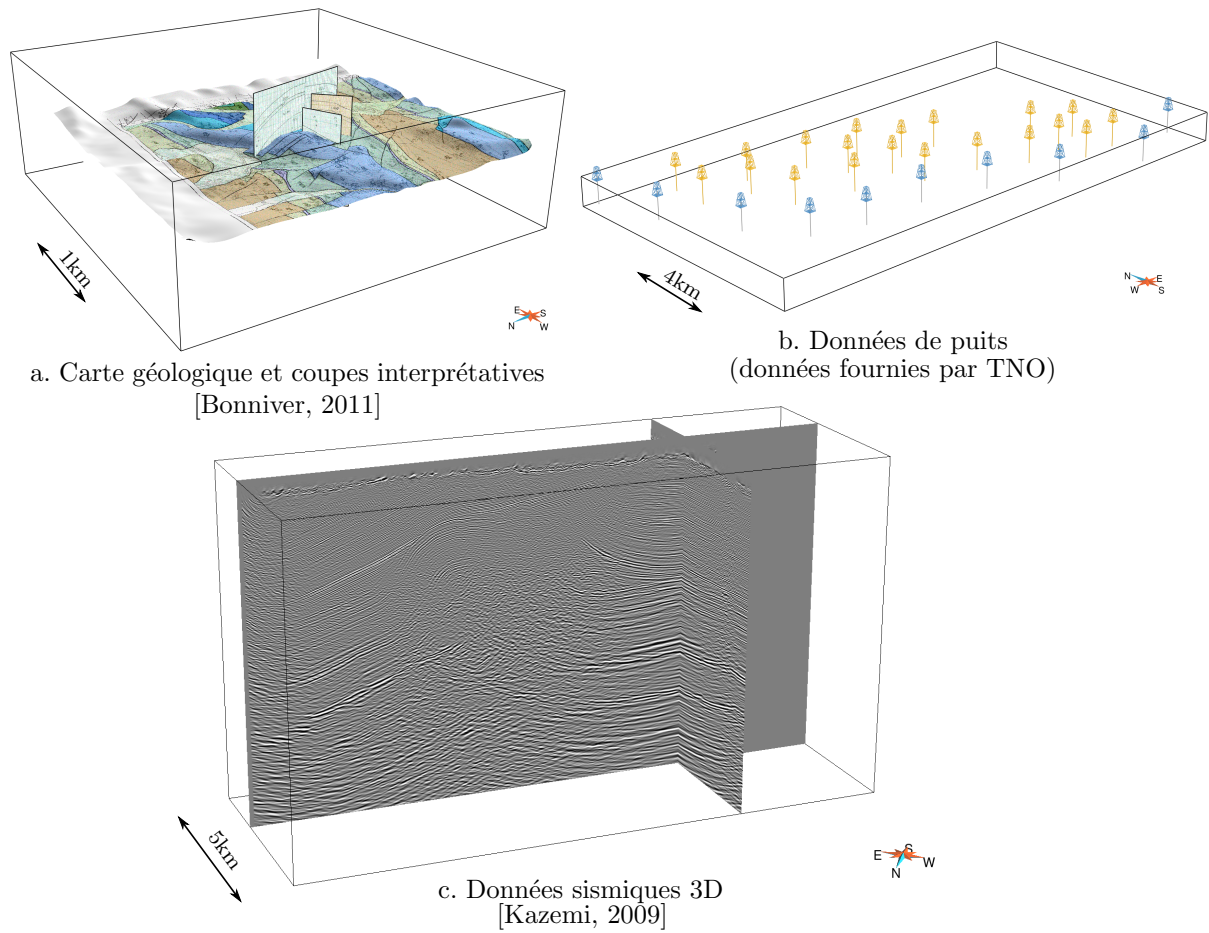 1km
E S
N W
a. Carte géologique et coupes interprétatives
[Bonniver, 2011]
4km
N E
W S
b. Données de puits
(données fournies par TNO)
5km
S
E W
N
c. Données sismiques 3D
[Kazemi, 2009]